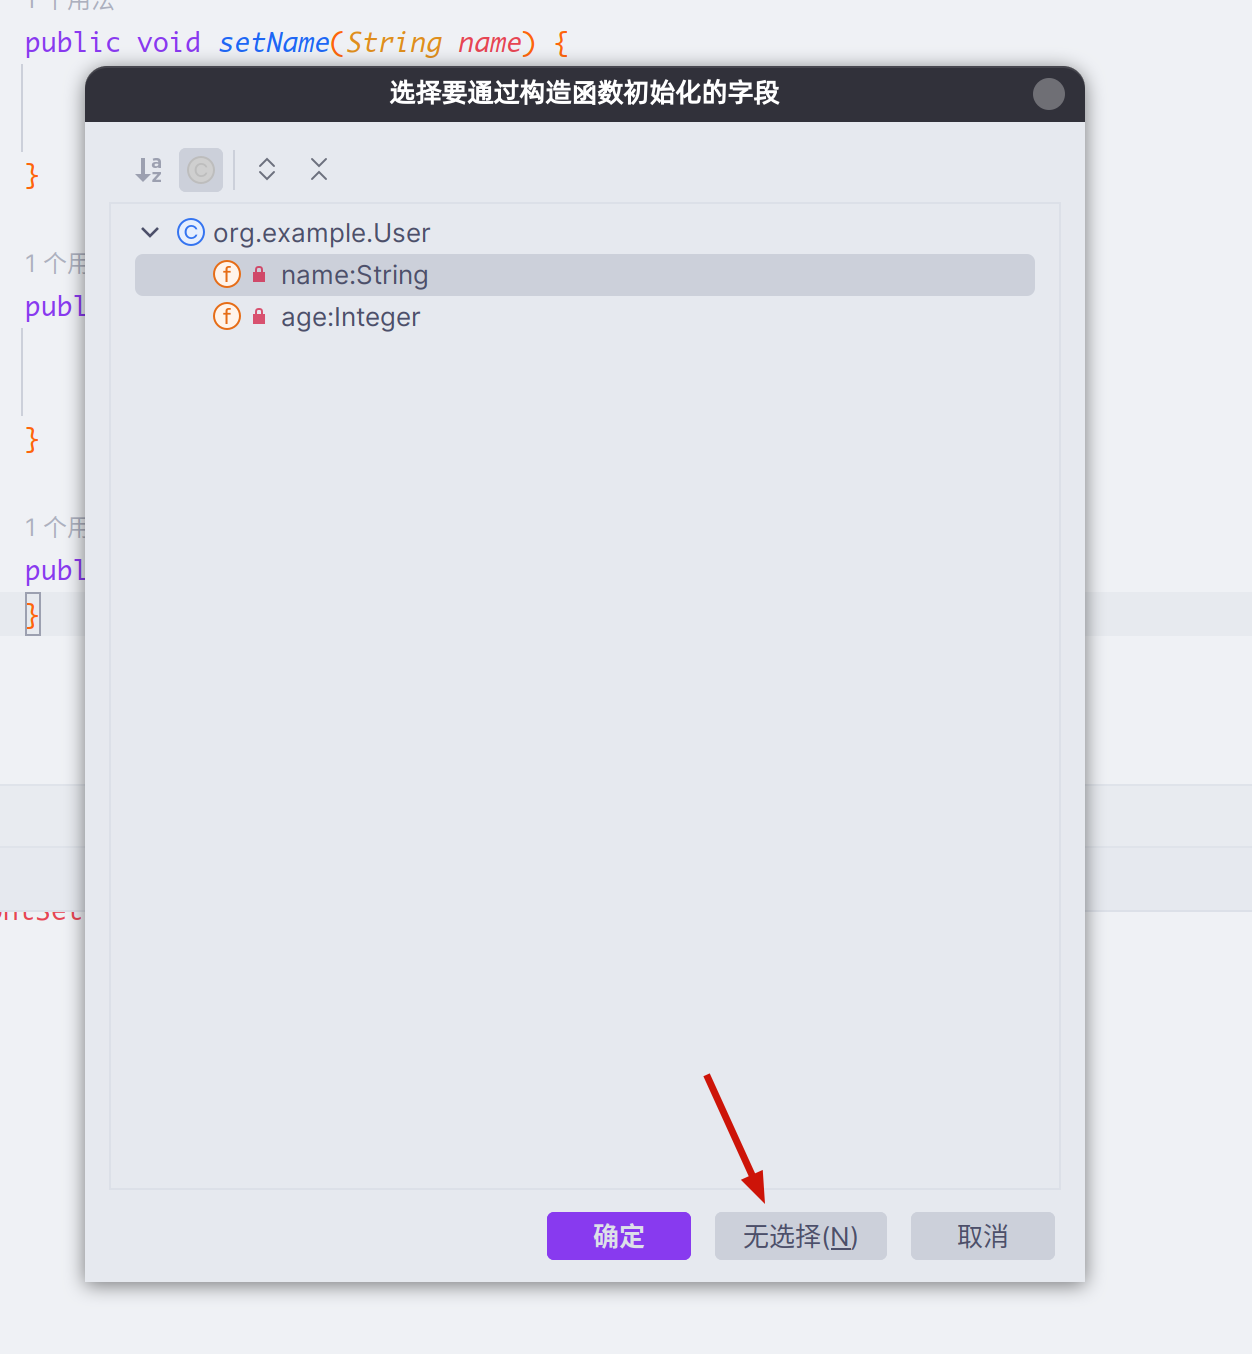 1 个用法
public void setName(String name) {
选择要通过构造函数初始化的字段
}
org.example.User
1 个用
name:String
publ
age:Integer
}
1 个用
publ
}
确定
无选择(N)
取消